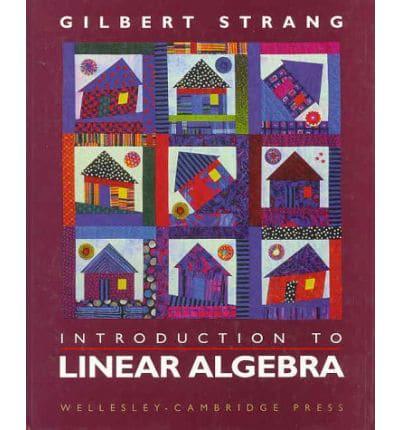 GILBERT STRANG
INTRODUCTION TO
LINEAR ALGEBRA
WELLESLEY-CAMBRIDGE PRESS